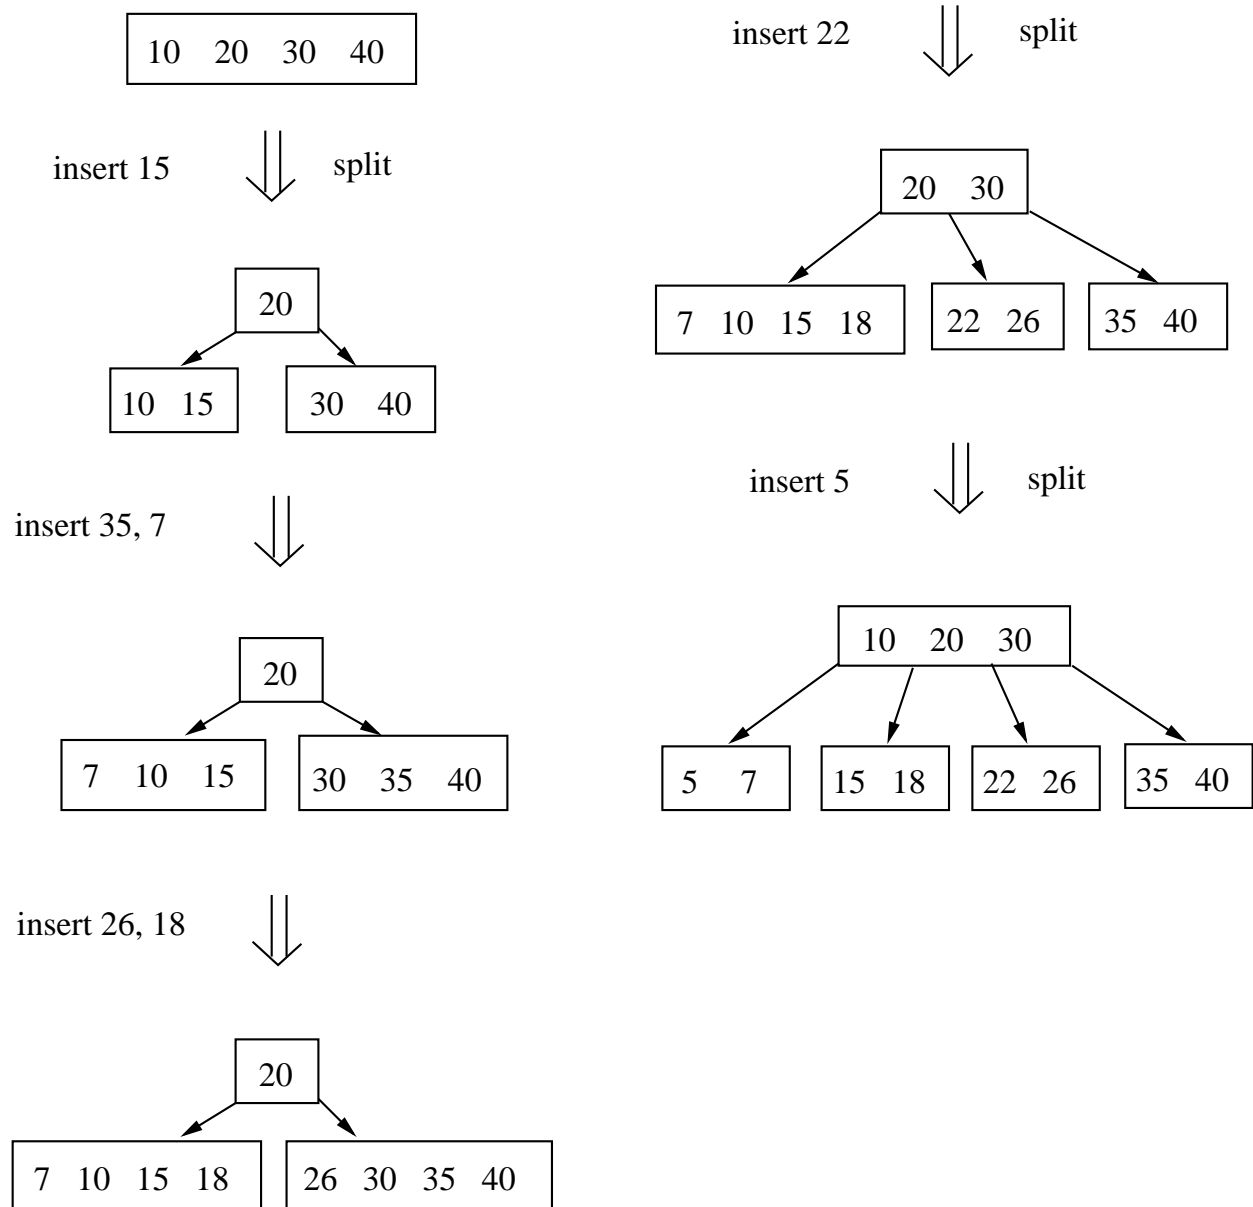 10 20 30 40
insert 15 split
20
10 15 30 40
insert 35, 7
20
7 10 15 30 35 40
insert 26, 18
20
7 10 15 18 26 30 35 40
insert 22 split
20 30
7 10 15 18 22 26 35 40
insert 5 split
10 20 30
5 7 15 18 22 26 35 40